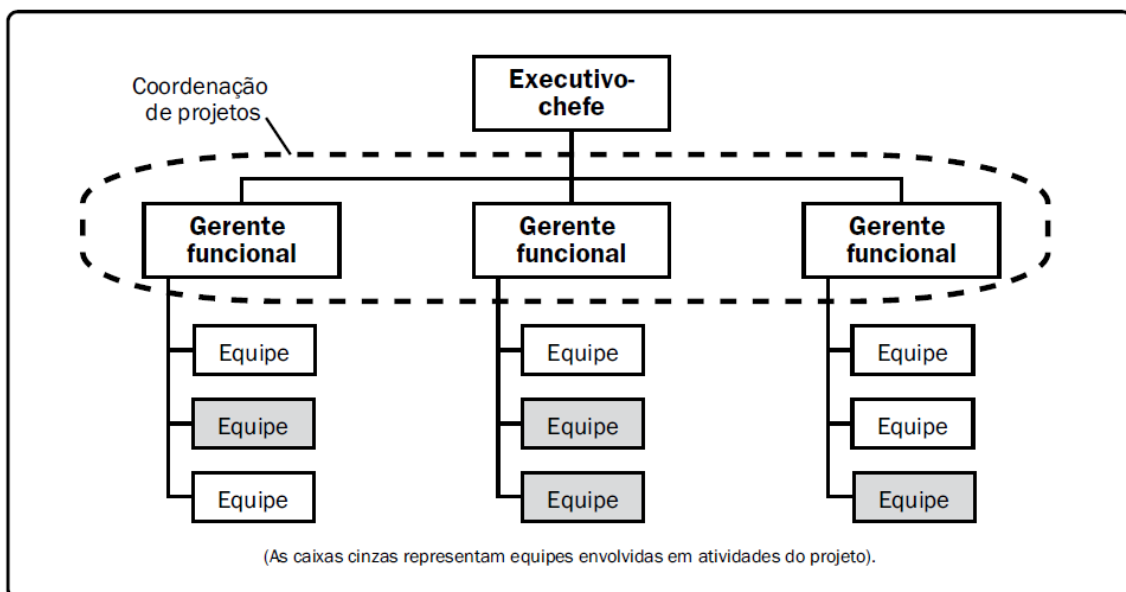 Coordenação
de projetos
Executivo-
chefe
Gerente
funcional
Gerente
funcional
Gerente
funcional
Equipe
Equipe
Equipe
Equipe
Equipe
Equipe
Equipe
Equipe
Equipe
(As caixas cinzas representam equipes envolvidas em atividades do projeto).